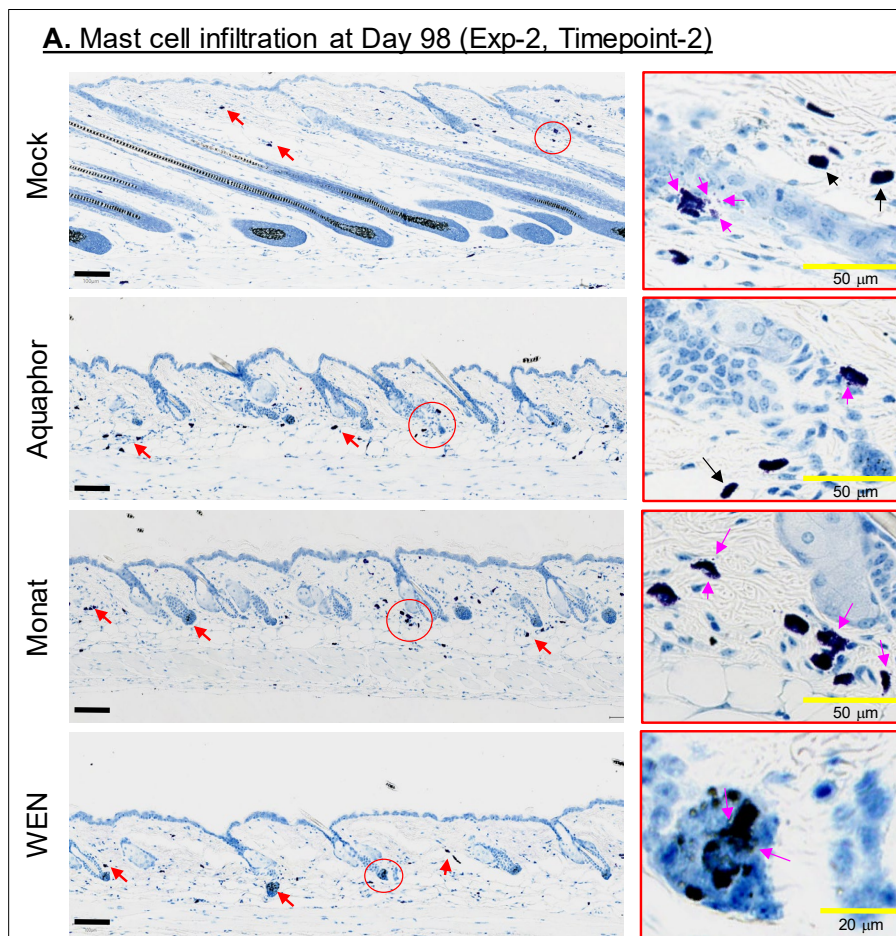 A. Mast cell infiltration at Day 98 (Exp-2, Timepoint-2)
Mock
50 μm
Aquaphor
50 μm
Monat
50 μm
WEN
20 μm